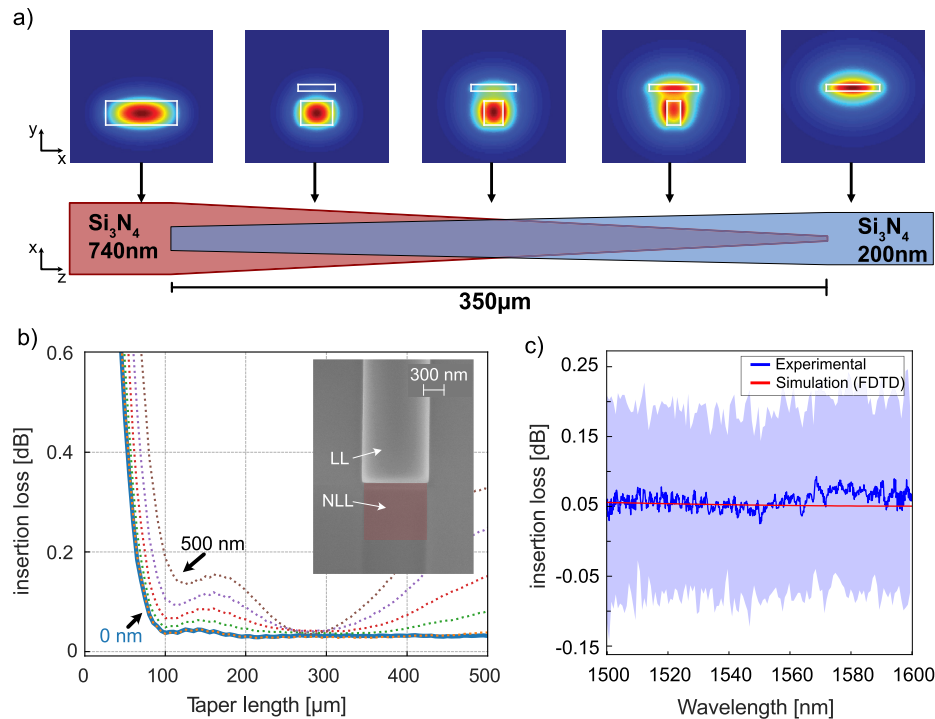 a)
y
x
Si3N4
740nm
Si3N4
200nm
x
z
350μm
b)
0.6
0.4
0.2
0
insertion loss [dB]
0
100
200
300
400
500
Taper length [μm]
500 nm
0 nm
300 nm
LL
NLL
c)
0.25
0.15
0.05
-0.05
-0.15
insertion loss [dB]
Experimental
Simulation (FDTD)
1500
1520
1540
1560
1580
1600
Wavelength [nm]